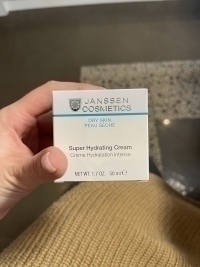 JANSSEN
COSMETICS
DRY SKIN
PEAU SÈCHE
Super Hydrating Cream
Crème Hydratation Intense
NET WT. 1.7 OZ. 50 ml e